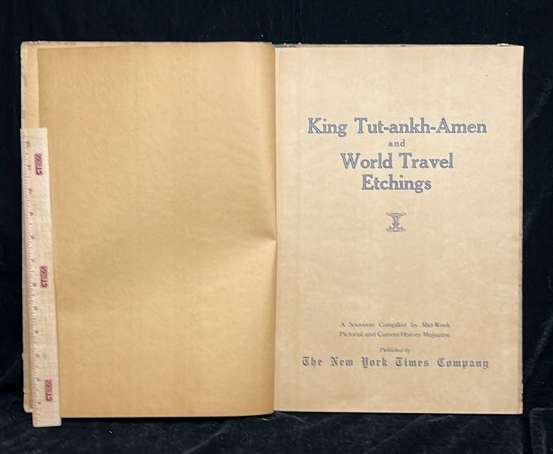 King Tut-ankh-Amen
and
World Travel
Etchings
A Souvenir Compiled by Mid-Week
Pictorial and Current History Magazine
Published by
The New York Times Company